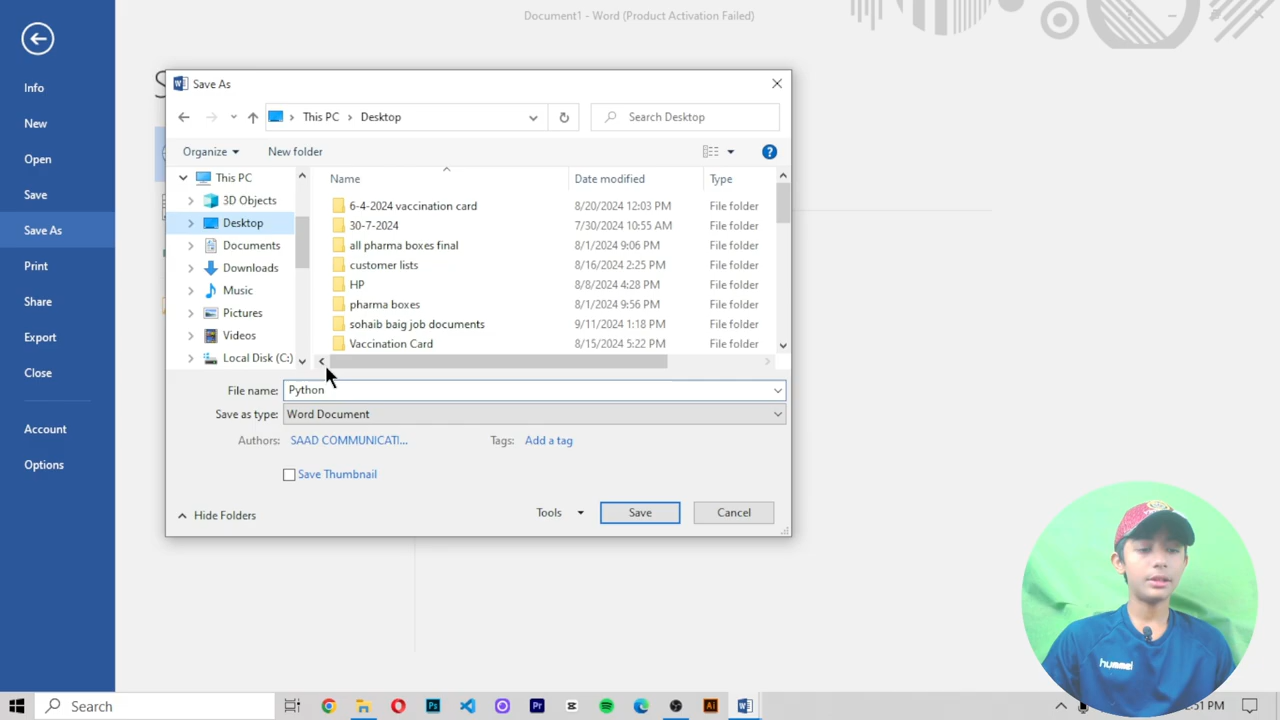 Document1 - Word (Product Activation Failed)
Info
New
Open
Save
Save As
Print
Share
Export
Close
Account
Options
Save As
This PC > Desktop
Search Desktop
Organize
New folder
This PC
3D Objects
Desktop
Documents
Downloads
Music
Pictures
Videos
Local Disk (C:)
Name Date modified Type
6-4-2024 vaccination card 8/20/2024 12:03 PM File folder
30-7-2024 7/30/2024 10:55 AM File folder
all pharma boxes final 8/1/2024 9:06 PM File folder
customer lists 8/16/2024 2:25 PM File folder
HP 8/8/2024 4:28 PM File folder
pharma boxes 8/1/2024 9:56 PM File folder
sohaib baig job documents 9/11/2024 1:18 PM File folder
Vaccination Card 8/15/2024 5:22 PM File folder
File name: Python
Save as type: Word Document
Authors: SAAD COMMUNICATI...
Tags: Add a tag
Save Thumbnail
Hide Folders
Tools
Save
Cancel
hummel
Search
Ps
Pr
Ai
:51 PM